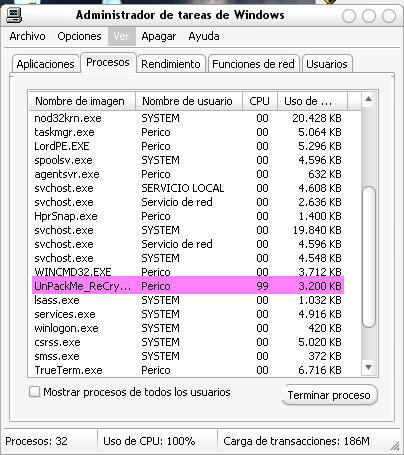 Administrador de tareas de Windows
Archivo Opciones Ver Apagar Ayuda
Aplicaciones Procesos Rendimiento Funciones de red Usuarios
Nombre de imagen Nombre de usuario CPU Uso de ...
nod32krn.exe SYSTEM 00 20.428 KB
taskmgr.exe Perico 00 5.064 KB
LordPE.EXE Perico 00 5.296 KB
spoolsv.exe SYSTEM 00 4.596 KB
agentsvr.exe Perico 00 632 KB
svchost.exe SERVICIO LOCAL 00 4.608 KB
svchost.exe Servicio de red 00 2.636 KB
HprSnap.exe Perico 00 1.400 KB
svchost.exe SYSTEM 00 19.840 KB
svchost.exe Servicio de red 00 4.596 KB
svchost.exe SYSTEM 00 4.548 KB
WINCMD32.EXE Perico 00 3.712 KB
UnPackMe_ReCry... Perico 99 3.200 KB
lsass.exe SYSTEM 00 1.032 KB
services.exe SYSTEM 00 4.916 KB
winlogon.exe SYSTEM 00 420 KB
csrss.exe SYSTEM 00 5.020 KB
smss.exe SYSTEM 00 372 KB
TrueTerm.exe Perico 00 6.716 KB
Mostrar procesos de todos los usuarios
Terminar proceso
Procesos: 32 Uso de CPU: 100% Carga de transacciones: 186M